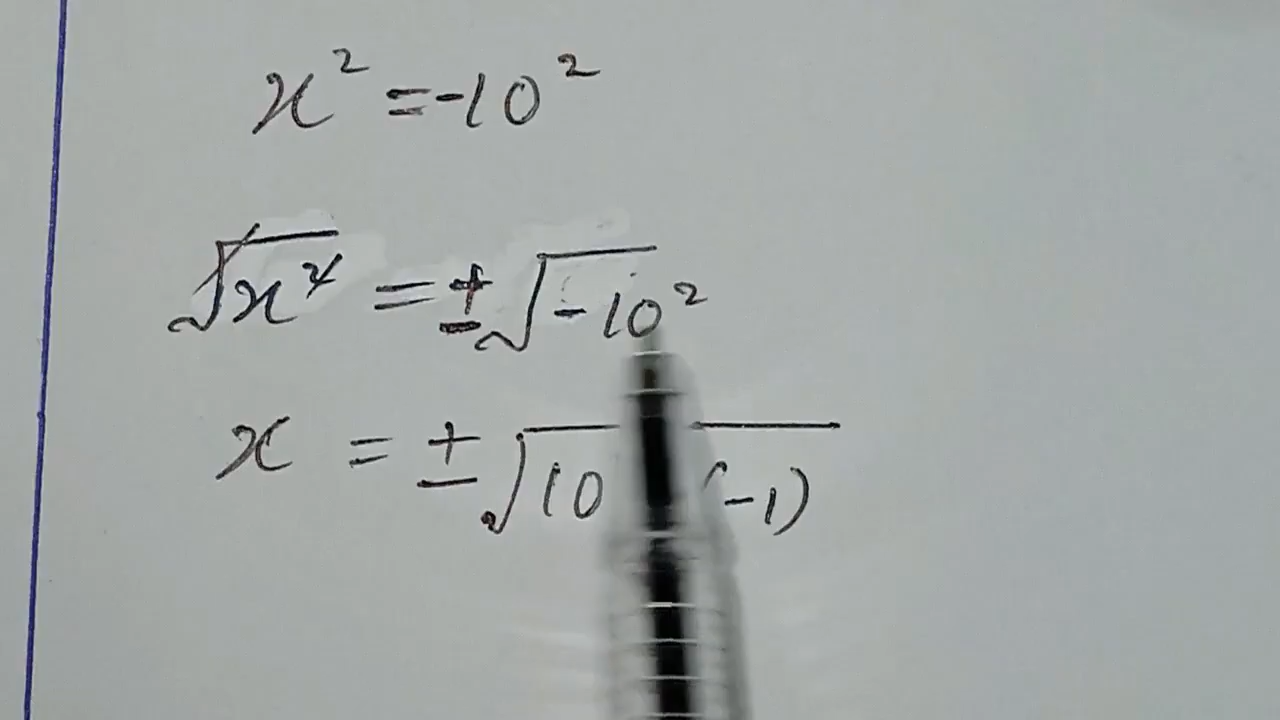 x² = -10²
√x² = ±√-10²
x = ±√10 (-1)